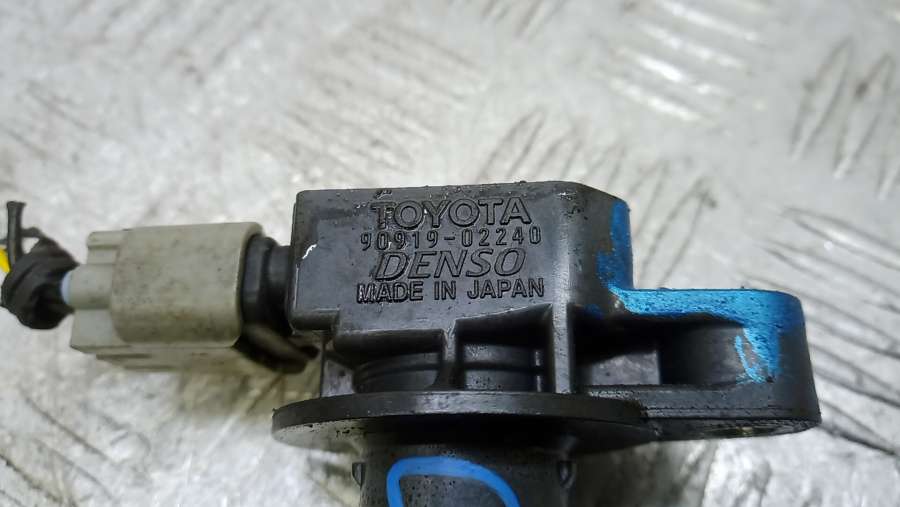 TOYOTA
90919-02240
DENSO
MADE IN JAPAN